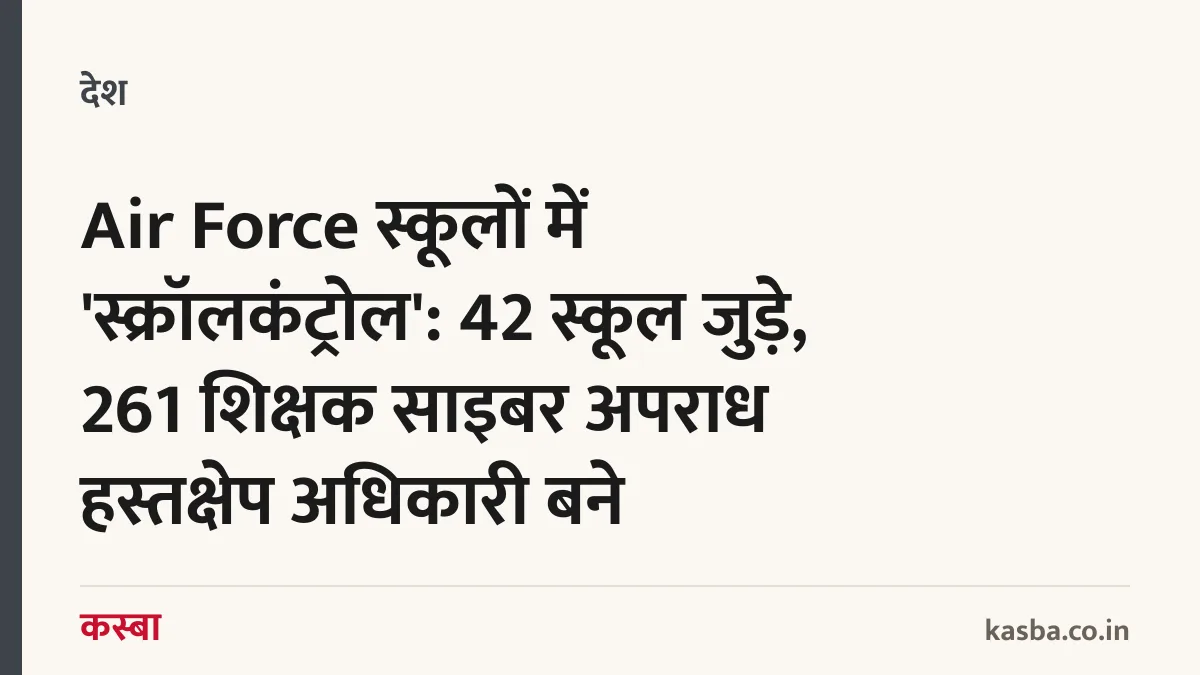 देश
Air Force स्कूलों में
'स्क्रॉलकंट्रोल': 42 स्कूल जुड़े,
261 शिक्षक साइबर अपराध
हस्तक्षेप अधिकारी बने
कस्बा
kasba.co.in